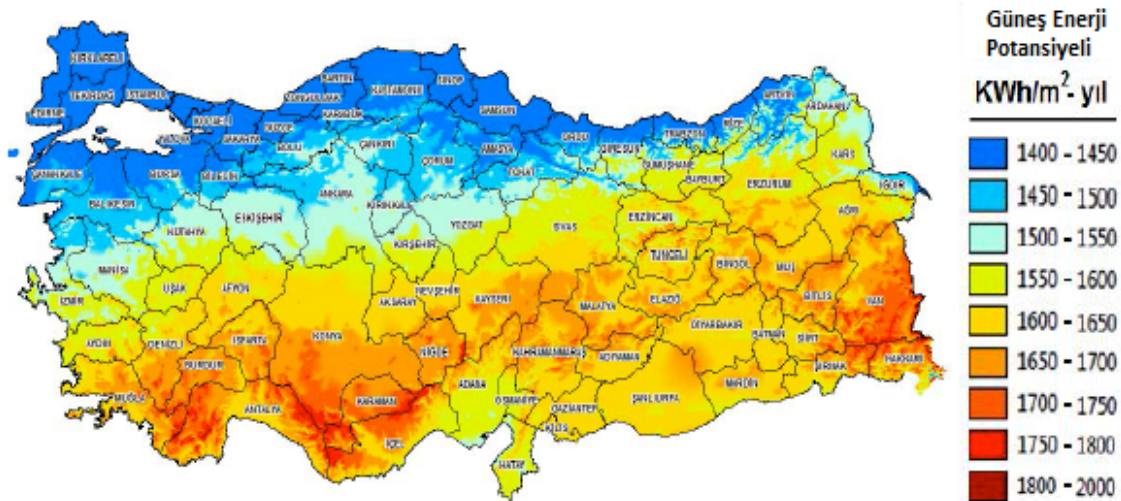 Güneş Enerji
Potansiyeli
KWh/m²- yıl
1400 - 1450
1450 - 1500
1500 - 1550
1550 - 1600
1600 - 1650
1650 - 1700
1700 - 1750
1750 - 1800
1800 - 2000
KIRKLARELİ
TEKİRDAĞ
İSTANBUL
EDİRNE
KOCAELİ
YALOVA
SAKARYA
DÜZCE
BOLU
ZONGULDAK
BARTIN
KARABÜK
KASTAMONU
SİNOP
SAMSUN
ÇANKIRI
ÇORUM
AMASYA
TOKAT
ORDU
GİRESUN
TRABZON
RİZE
ARTVİN
ARDAHAN
KARS
GÜMÜŞHANE
BAYBURT
ERZURUM
IĞDIR
AĞRI
ÇANAKKALE
BALIKESİR
BURSA
BİLECİK
ESKİŞEHİR
ANKARA
KIRIKKALE
YOZGAT
KIRŞEHİR
SİVAS
ERZİNCAN
TUNCELİ
BİNGÖL
MUŞ
BİTLİS
VAN
KÜTAHYA
MANİSA
İZMİR
UŞAK
AFYON
AKSARAY
NEVŞEHİR
KAYSERİ
MALATYA
ELAZIĞ
DİYARBAKIR
BATMAN
SİİRT
HAKKARİ
ŞIRNAK
MARDİN
ŞANLIURFA
ADIYAMAN
KAHRAMANMARAŞ
GAZİANTEP
KİLİS
OSMANİYE
HATAY
ADANA
NİĞDE
KONYA
KARAMAN
İÇEL
ANTALYA
ISPARTA
BURDUR
DENİZLİ
AYDIN
MUĞLA